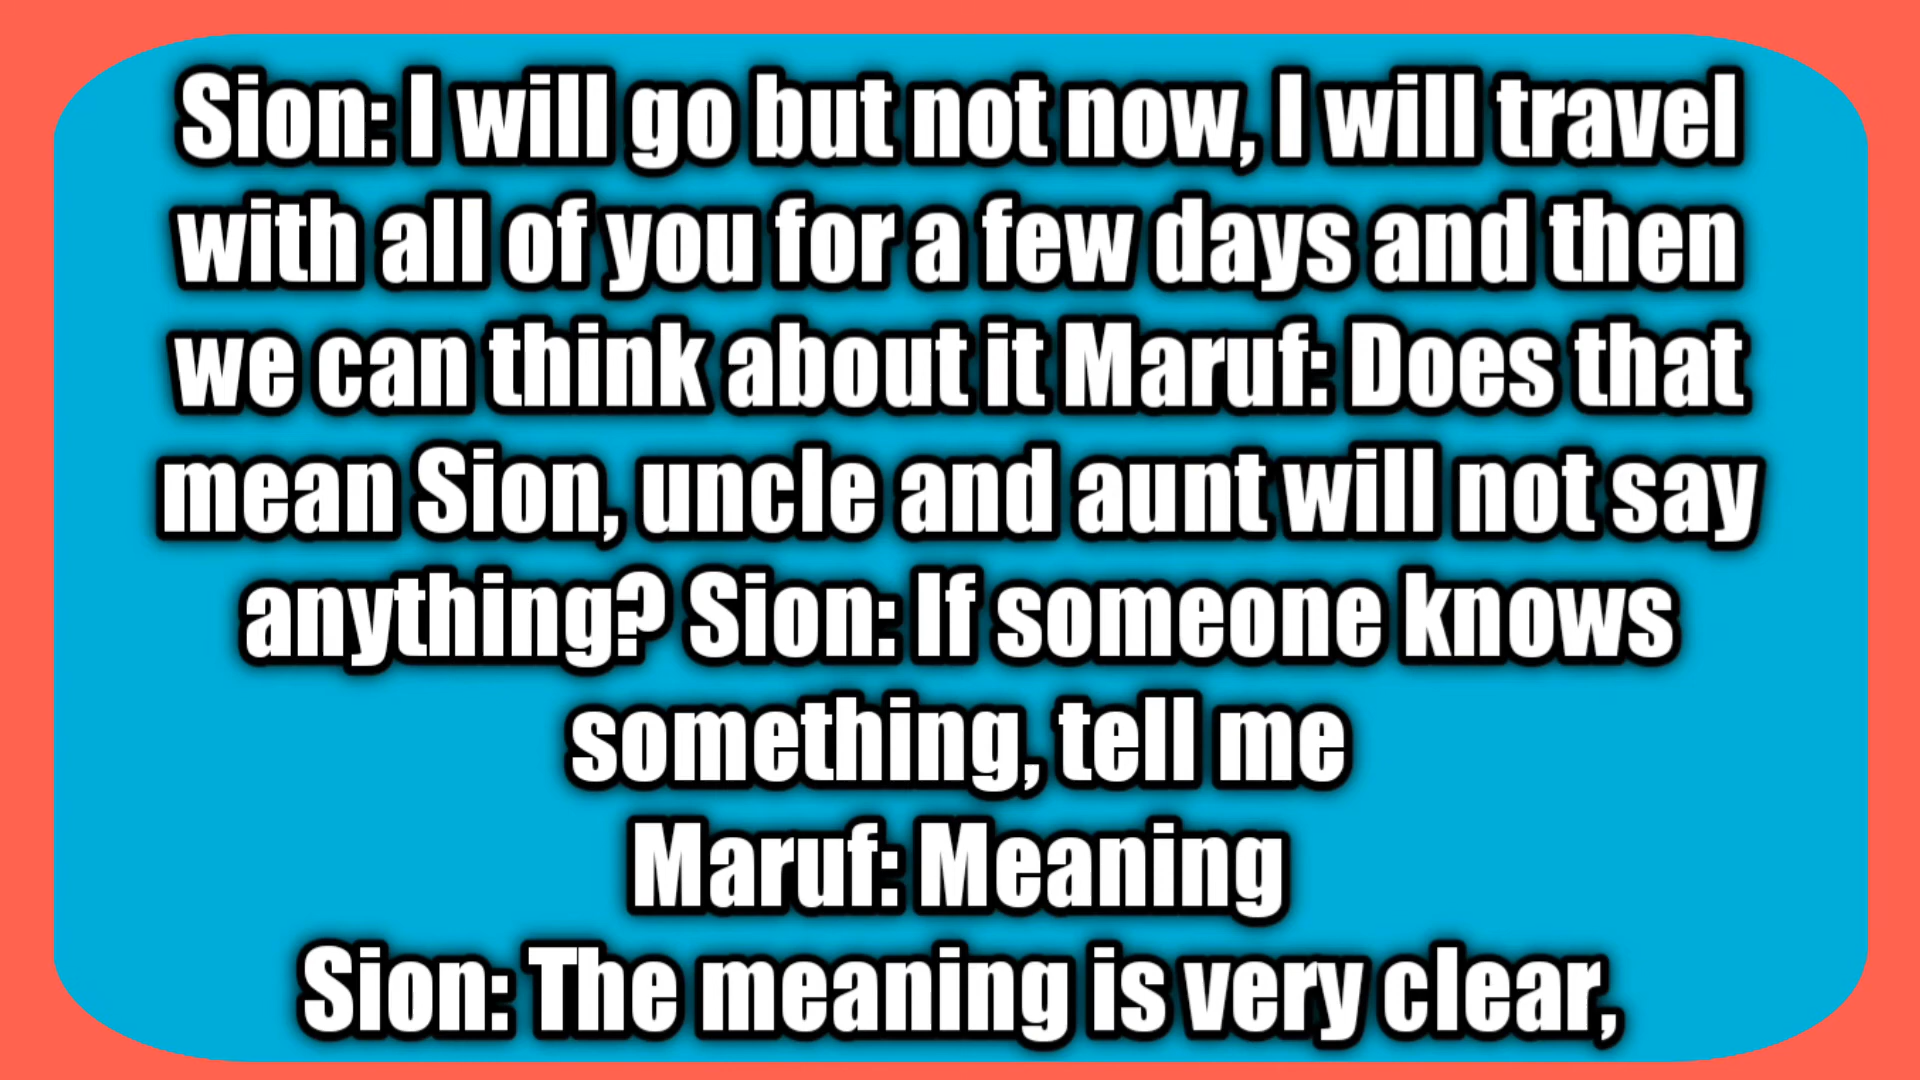 Sion: I will go but not now, I will travel
with all of you for a few days and then
we can think about it Maruf: Does that
mean Sion, uncle and aunt will not say
anything? Sion: If someone knows
something, tell me
Maruf: Meaning
Sion: The meaning is very clear,